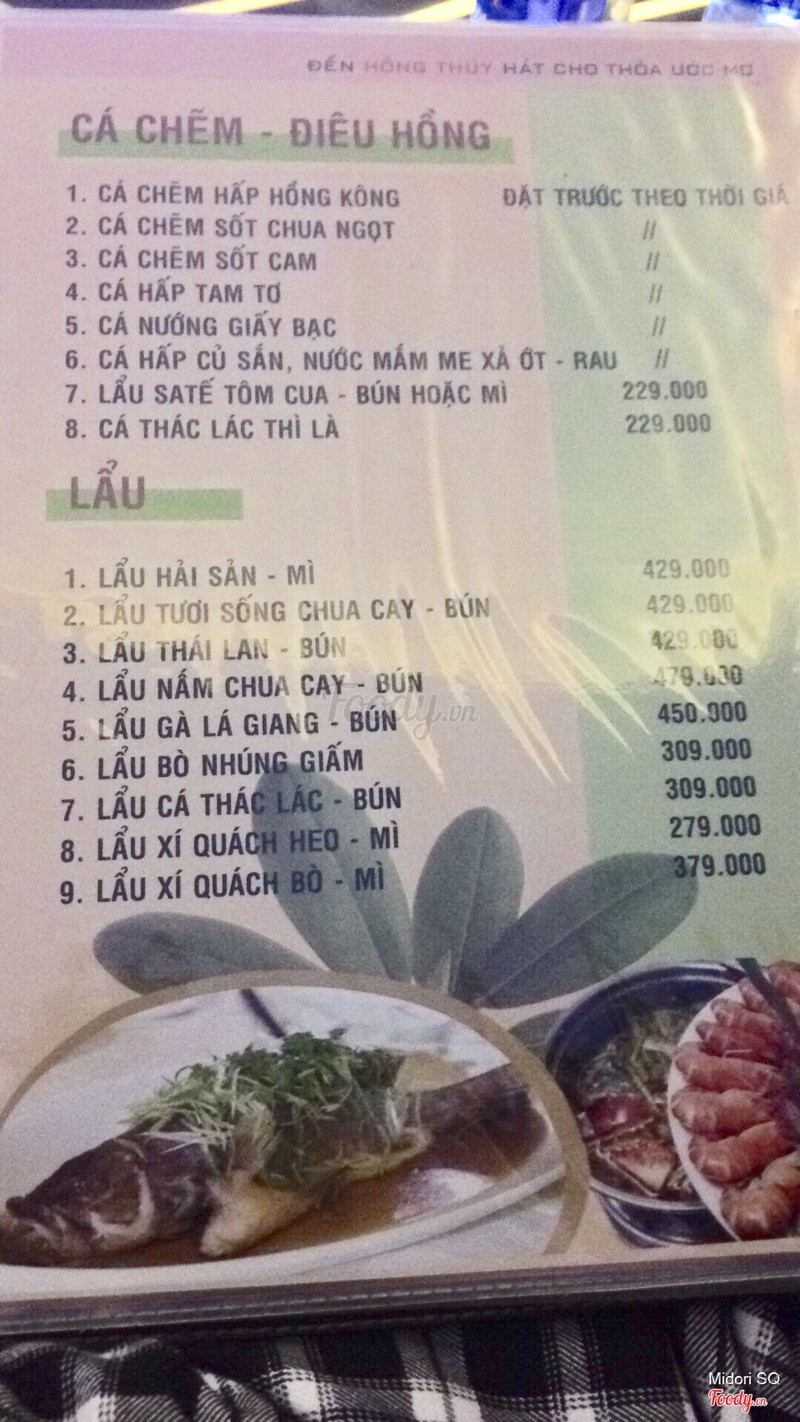 ĐẾN HỒNG THỦY HÁT CHO THỎA ƯỚC MƠ
CÁ CHẼM - ĐIÊU HỒNG
1. CÁ CHẼM HẤP HỒNG KÔNG ĐẶT TRƯỚC THEO THỜI GIÁ
2. CÁ CHẼM SỐT CHUA NGỌT //
3. CÁ CHẼM SỐT CAM //
4. CÁ HẤP TAM TƠ //
5. CÁ NƯỚNG GIẤY BẠC //
6. CÁ HẤP CỦ SẮN, NƯỚC MẮM ME XẢ ỚT - RAU //
7. LẨU SATẾ TÔM CUA - BÚN HOẶC MÌ 229.000
8. CÁ THÁC LÁC THÌ LÀ 229.000
LẨU
1. LẨU HẢI SẢN - MÌ 429.000
2. LẨU TƯƠI SỐNG CHUA CAY - BÚN 429.000
3. LẨU THÁI LAN - BÚN 429.000
4. LẨU NẤM CHUA CAY - BÚN 479.000
5. LẨU GÀ LÁ GIANG - BÚN 450.000
6. LẨU BÒ NHÚNG GIẤM 309.000
7. LẨU CÁ THÁC LÁC - BÚN 309.000
8. LẨU XÍ QUÁCH HEO - MÌ 279.000
9. LẨU XÍ QUÁCH BÒ - MÌ 379.000
Foody.vn
Midori SQ
Foody.vn